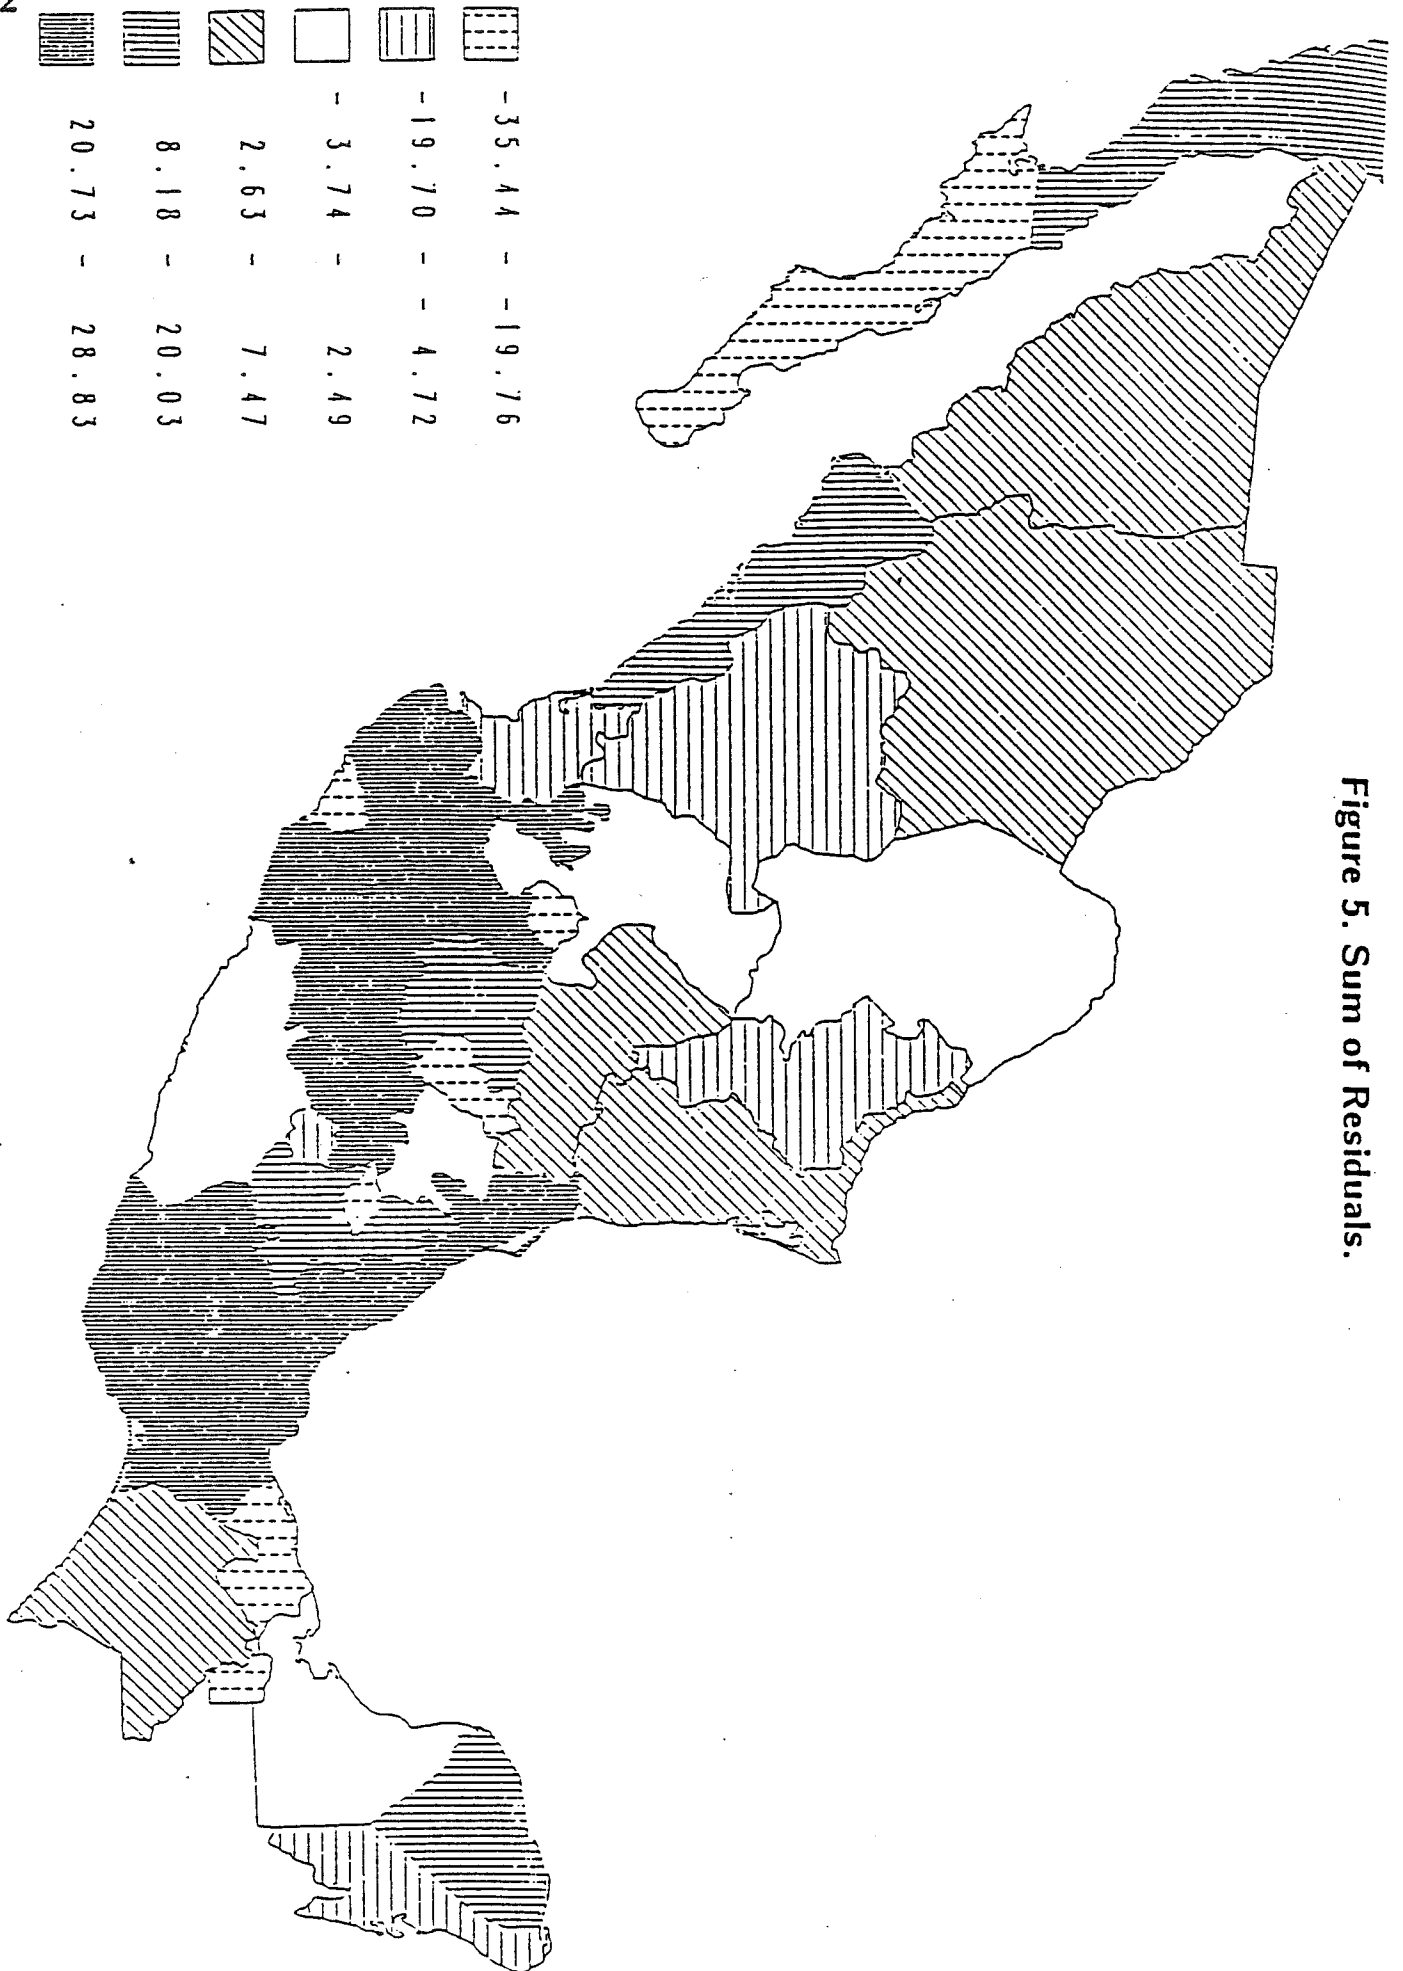 Figure 5. Sum of Residuals.
-35.44 - -19.76
-19.70 - - 4.72
- 3.74 - 2.49
2.63 - 7.47
8.18 - 20.03
20.73 - 28.83